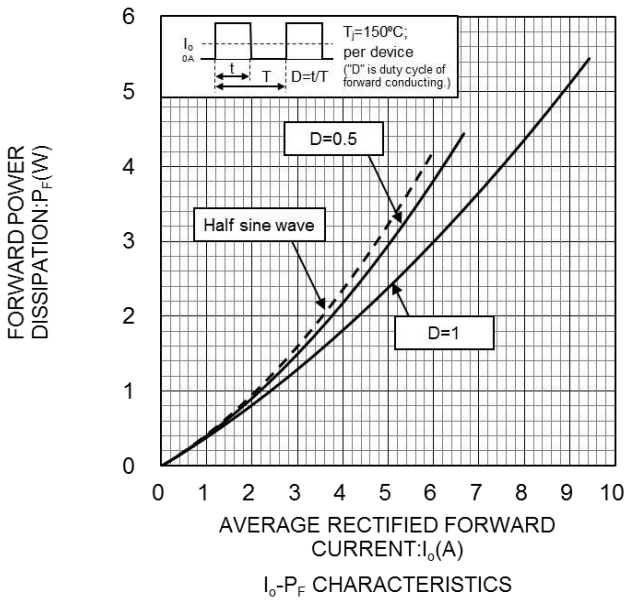 6
5
4
3
2
1
0
FORWARD POWER
DISSIPATION:PF(W)
Io
0A
t
T
D=t/T
Tj=150ºC;
per device
("D" is duty cycle of
forward conducting.)
D=0.5
Half sine wave
D=1
0 1 2 3 4 5 6 7 8 9 10
AVERAGE RECTIFIED FORWARD
CURRENT:Io(A)
Io-PF CHARACTERISTICS